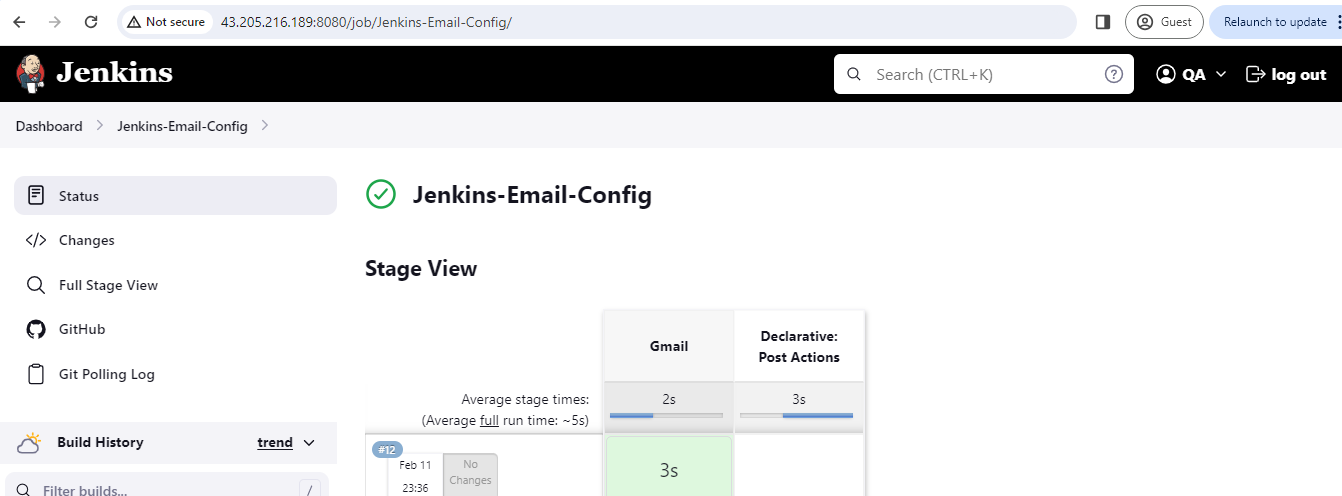 Not secure
43.205.216.189:8080/job/Jenkins-Email-Config/
Guest
Relaunch to update
Jenkins
Search (CTRL+K)
?
QA
log out
Dashboard
Jenkins-Email-Config
Status
Changes
Full Stage View
GitHub
Git Polling Log
Build History
trend
Filter builds...
/
Jenkins-Email-Config
Stage View
Gmail
Declarative:
Post Actions
Average stage times:
(Average full run time: ~5s)
2s
3s
#12
Feb 11
23:36
No
Changes
3s